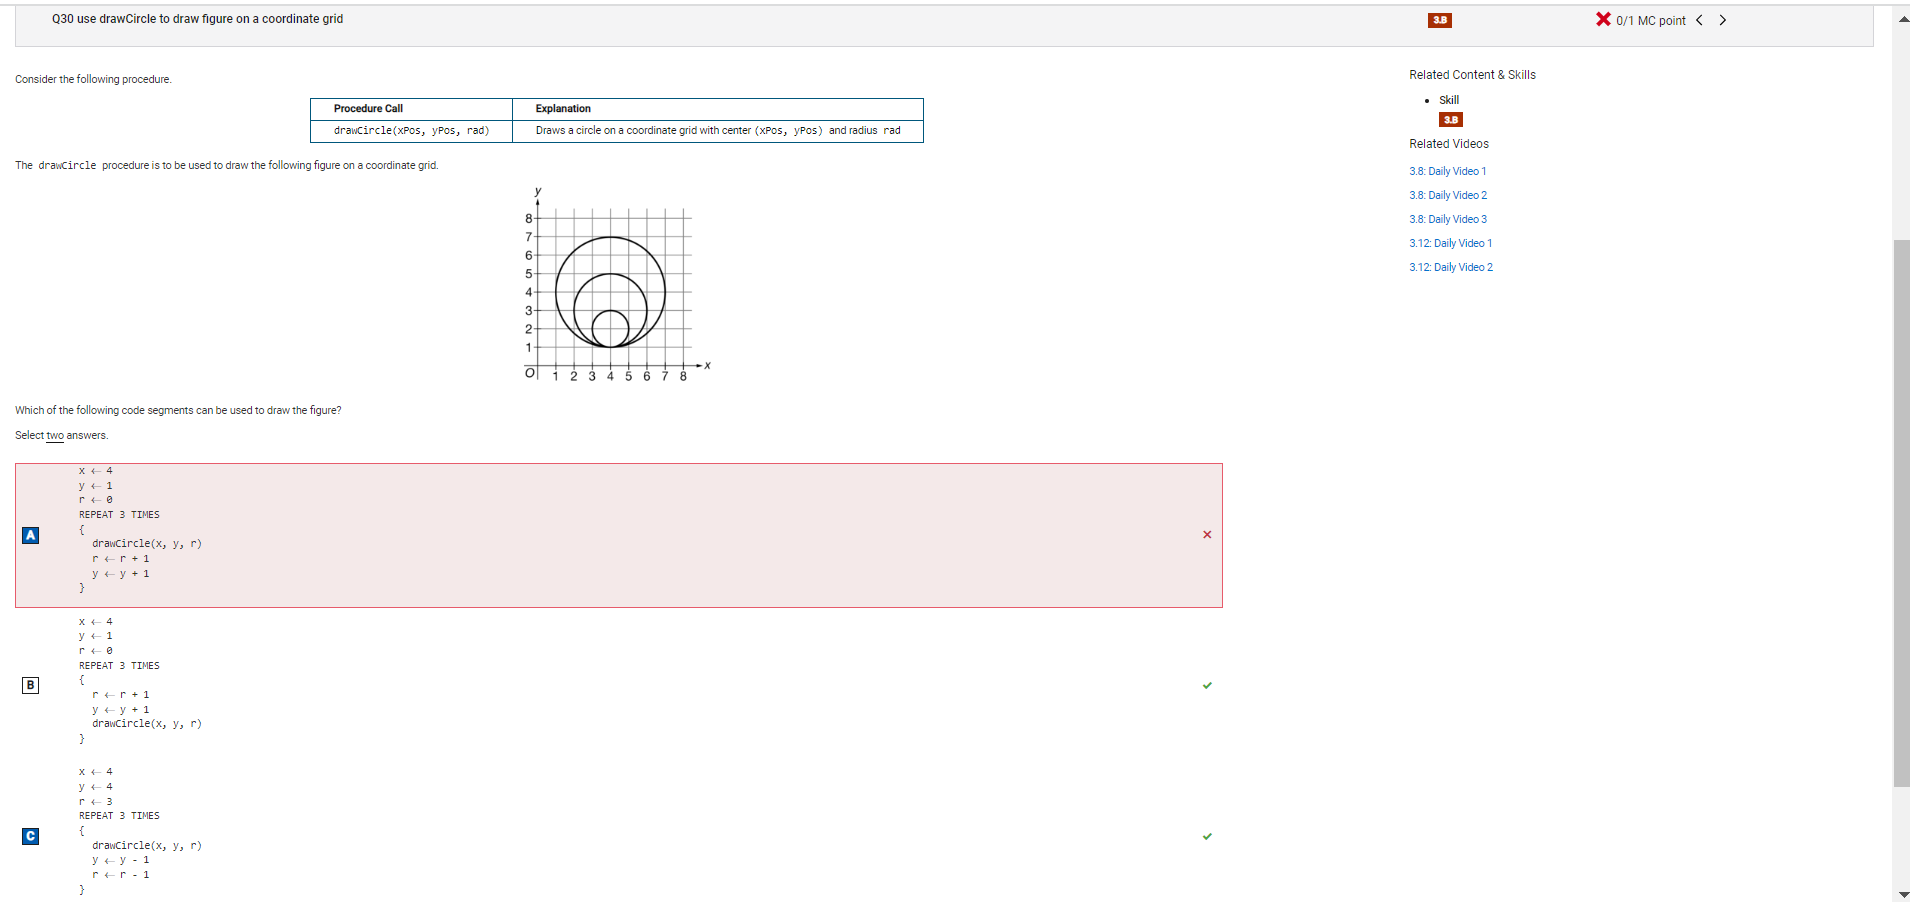 Q30 use drawCircle to draw figure on a coordinate grid
3.B
0/1 MC point
Consider the following procedure.
Procedure Call Explanation
drawCircle(xPos, yPos, rad) Draws a circle on a coordinate grid with center (xPos, yPos) and radius rad
The drawCircle procedure is to be used to draw the following figure on a coordinate grid.
y
8
7
6
5
4
3
2
1
O 1 2 3 4 5 6 7 8 x
Which of the following code segments can be used to draw the figure?
Select two answers.
A
x ← 4
y ← 1
r ← 0
REPEAT 3 TIMES
{
drawCircle(x, y, r)
r ← r + 1
y ← y + 1
}
B
x ← 4
y ← 1
r ← 0
REPEAT 3 TIMES
{
r ← r + 1
y ← y + 1
drawCircle(x, y, r)
}
C
x ← 4
y ← 4
r ← 3
REPEAT 3 TIMES
{
drawCircle(x, y, r)
y ← y - 1
r ← r - 1
}
Related Content & Skills
• Skill
3.B
Related Videos
3.8: Daily Video 1
3.8: Daily Video 2
3.8: Daily Video 3
3.12: Daily Video 1
3.12: Daily Video 2